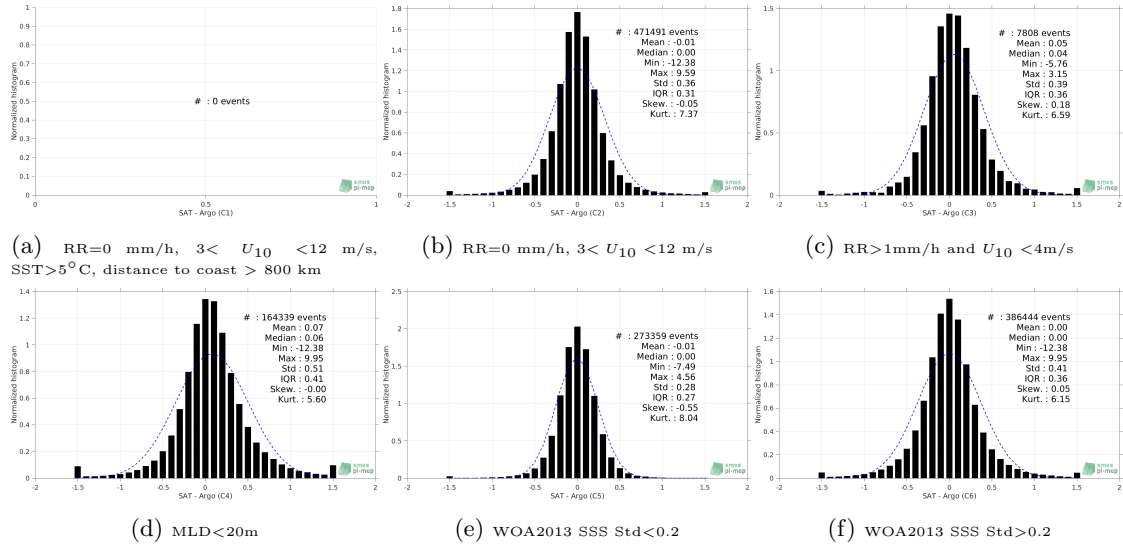 Normalized histogram
1
0.9
0.8
0.7
0.6
0.5
0.4
0.3
0.2
0.1
0
# : 0 events
smos
pi-mep
0 0.5 1
SAT - Argo (C1)
(a) RR=0 mm/h, 3< U10 <12 m/s,
SST>5°C, distance to coast > 800 km
Normalized histogram
1.8
1.6
1.4
1.2
1
0.8
0.6
0.4
0.2
0
# : 471491 events
Mean : -0.01
Median : 0.00
Min : -12.38
Max : 9.59
Std : 0.36
IQR : 0.31
Skew. : -0.05
Kurt. : 7.37
smos
pi-mep
-2 -1.5 -1 -0.5 0 0.5 1 1.5 2
SAT - Argo (C2)
(b) RR=0 mm/h, 3< U10 <12 m/s
Normalized histogram
1.5
1
0.5
0
# : 7808 events
Mean : 0.05
Median : 0.04
Min : -5.76
Max : 3.15
Std : 0.39
IQR : 0.36
Skew. : 0.18
Kurt. : 6.59
smos
pi-mep
-2 -1.5 -1 -0.5 0 0.5 1 1.5 2
SAT - Argo (C3)
(c) RR>1mm/h and U10 <4m/s
Normalized histogram
1.4
1.2
1
0.8
0.6
0.4
0.2
0
# : 164339 events
Mean : 0.07
Median : 0.06
Min : -12.38
Max : 9.95
Std : 0.51
IQR : 0.41
Skew. : -0.00
Kurt. : 5.60
smos
pi-mep
-2 -1.5 -1 -0.5 0 0.5 1 1.5 2
SAT - Argo (C4)
(d) MLD<20m
Normalized histogram
2.5
2
1.5
1
0.5
0
# : 273359 events
Mean : -0.01
Median : 0.00
Min : -7.49
Max : 4.56
Std : 0.28
IQR : 0.27
Skew. : -0.55
Kurt. : 8.04
smos
pi-mep
-2 -1.5 -1 -0.5 0 0.5 1 1.5 2
SAT - Argo (C5)
(e) WOA2013 SSS Std<0.2
Normalized histogram
1.6
1.4
1.2
1
0.8
0.6
0.4
0.2
0
# : 386444 events
Mean : 0.00
Median : 0.00
Min : -12.38
Max : 9.95
Std : 0.41
IQR : 0.36
Skew. : 0.05
Kurt. : 6.15
smos
pi-mep
-2 -1.5 -1 -0.5 0 0.5 1 1.5 2
SAT - Argo (C6)
(f) WOA2013 SSS Std>0.2